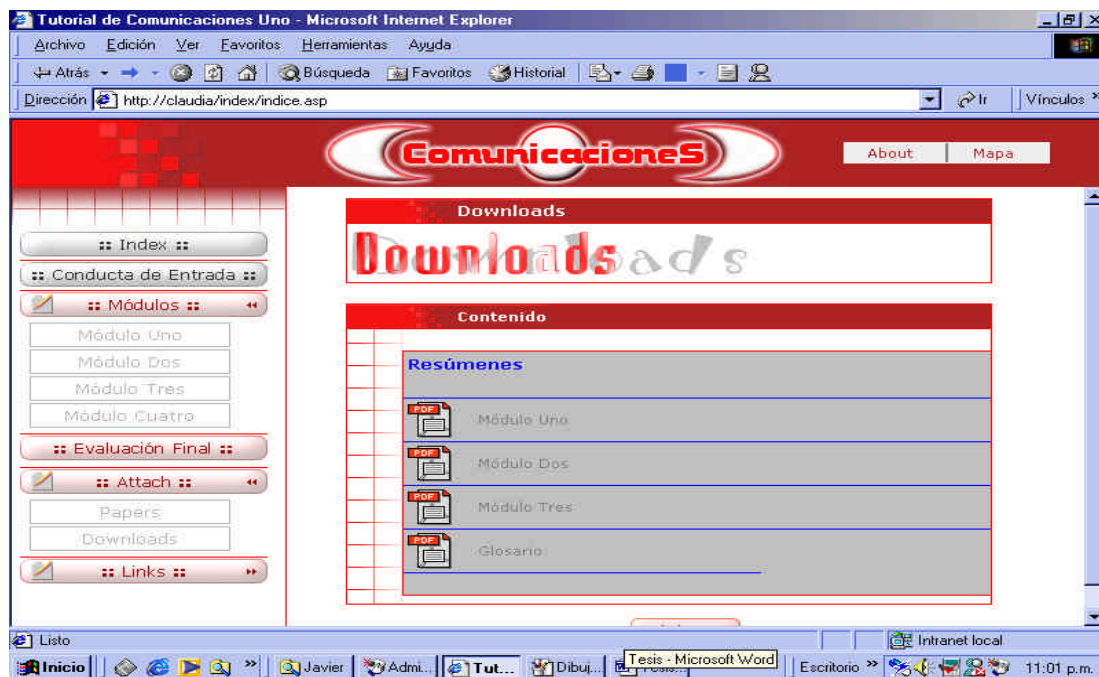 Tutorial de Comunicaciones Uno - Microsoft Internet Explorer
Archivo Edición Ver Favoritos Herramientas Ayuda
Atrás Búsqueda Favoritos Historial
Dirección http://claudia/index/indice.asp Ir Vínculos »
ComunicacioneS
About | Mapa
:: Index ::
:: Conducta de Entrada ::
:: Módulos ::
Módulo Uno
Módulo Dos
Módulo Tres
Módulo Cuatro
:: Evaluación Final ::
:: Attach ::
Papers
Downloads
:: Links ::
Downloads
Downloads
Downloads
Contenido
Resúmenes
PDF Módulo Uno
PDF Módulo Dos
PDF Módulo Tres
PDF Glosario
Listo Intranet local
Inicio » Javier Admi... Tut... Dibuj... Tesis - Microsoft Word Escritorio » 11:01 p.m.